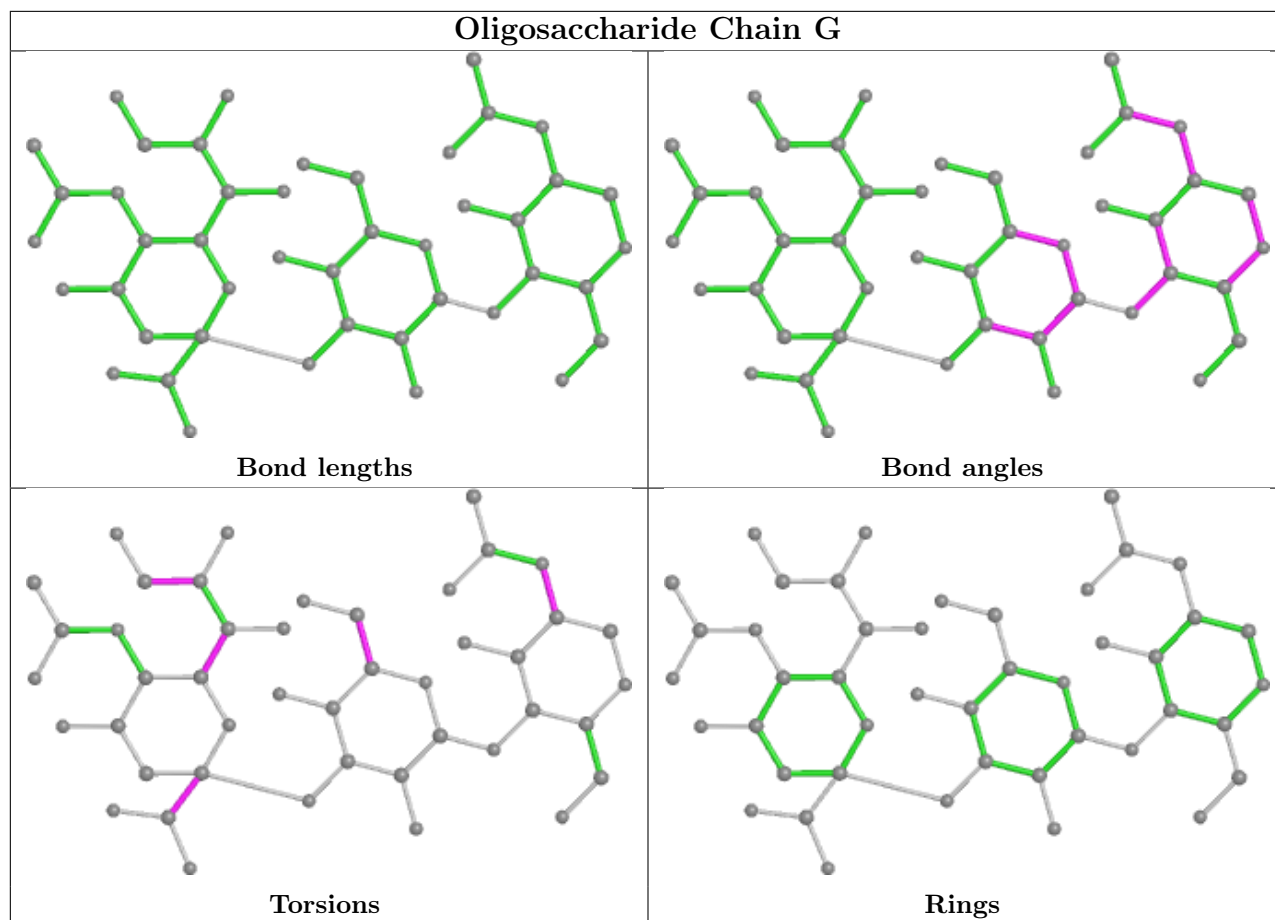 Oligosaccharide Chain G
Bond lengths
Bond angles
Torsions
Rings